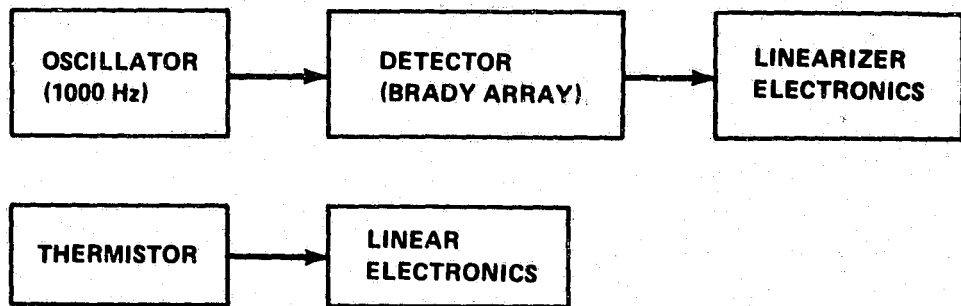 OSCILLATOR
(1000 Hz)
DETECTOR
(BRADY ARRAY)
LINEARIZER
ELECTRONICS
THERMISTOR
LINEAR
ELECTRONICS